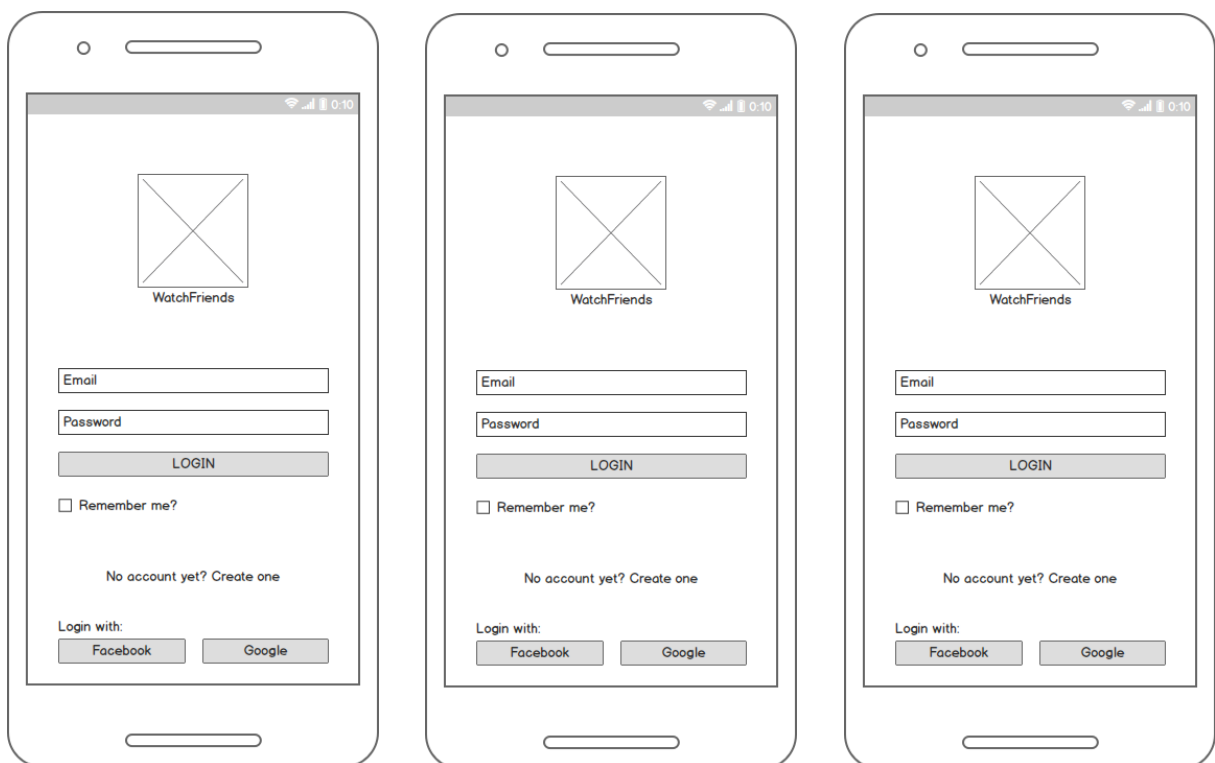 0:10
WatchFriends
Email
Password
LOGIN
Remember me?
No account yet? Create one
Login with:
Facebook Google
0:10
WatchFriends
Email
Password
LOGIN
Remember me?
No account yet? Create one
Login with:
Facebook Google
0:10
WatchFriends
Email
Password
LOGIN
Remember me?
No account yet? Create one
Login with:
Facebook Google